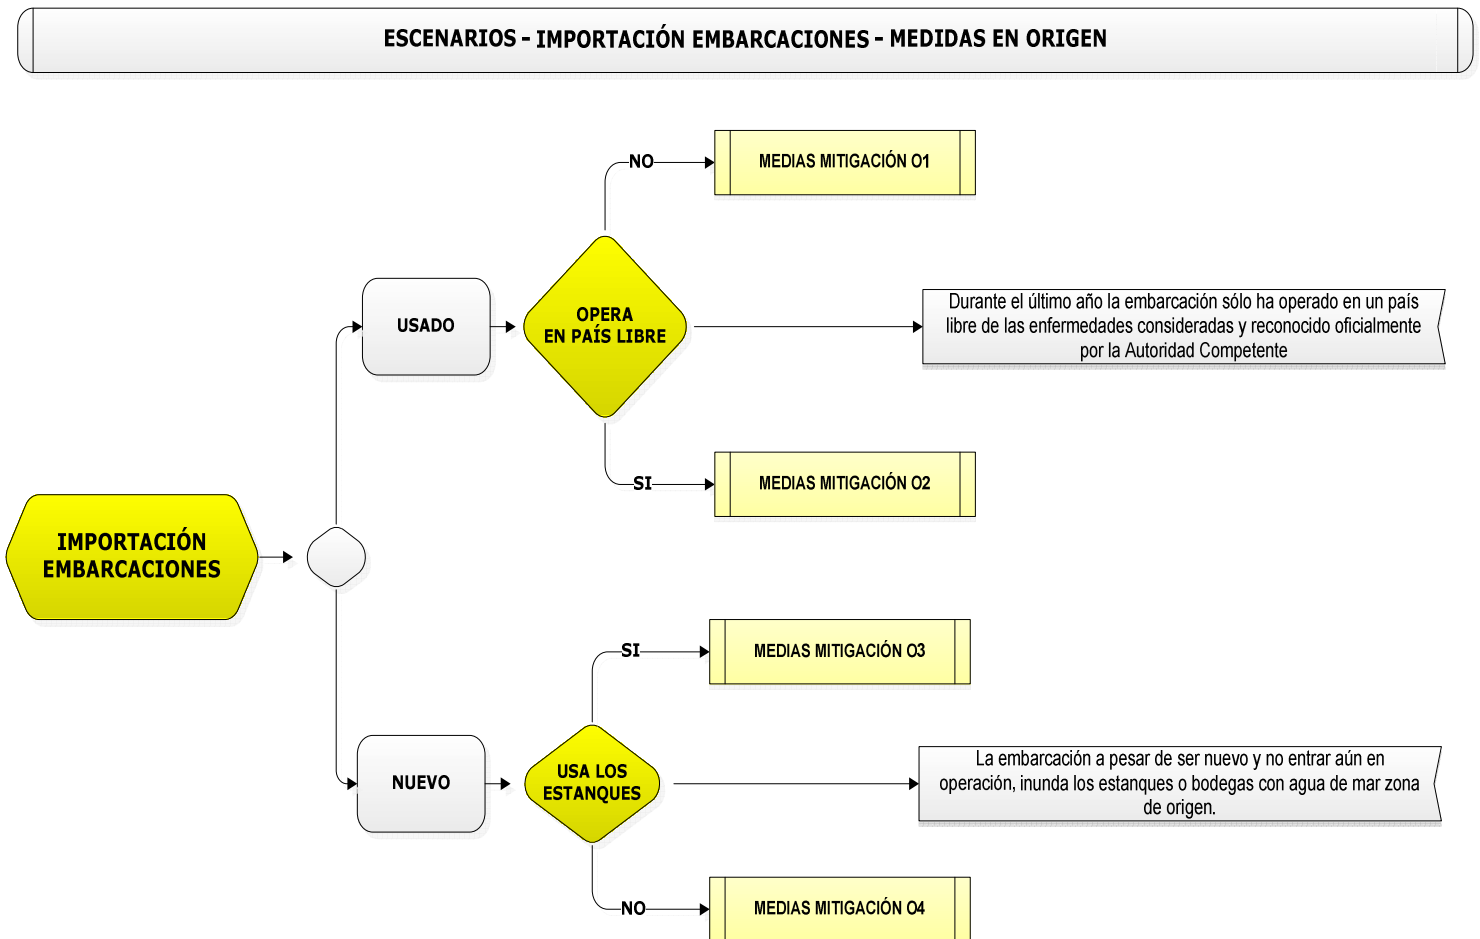 ESCENARIOS - IMPORTACIÓN EMBARCACIONES - MEDIDAS EN ORIGEN
NO
MEDIAS MITIGACIÓN O1
USADO
OPERA
EN PAÍS LIBRE
Durante el último año la embarcación sólo ha operado en un país
libre de las enfermedades consideradas y reconocido oficialmente
por la Autoridad Competente
SI
MEDIAS MITIGACIÓN O2
IMPORTACIÓN
EMBARCACIONES
SI
MEDIAS MITIGACIÓN O3
NUEVO
USA LOS
ESTANQUES
La embarcación a pesar de ser nuevo y no entrar aún en
operación, inunda los estanques o bodegas con agua de mar zona
de origen.
NO
MEDIAS MITIGACIÓN O4